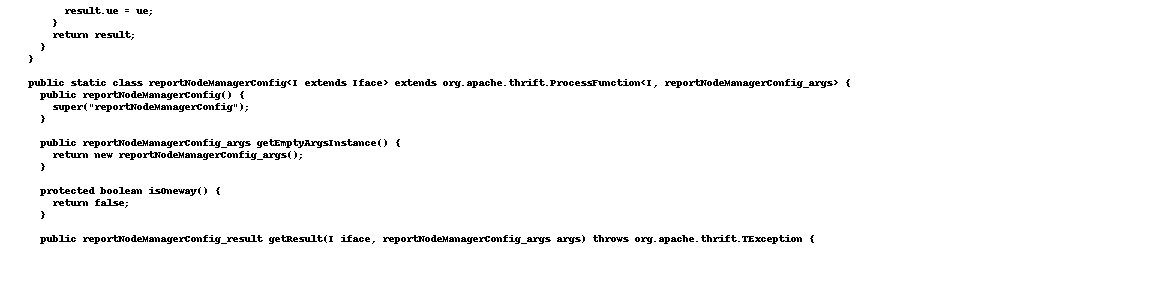 result.ue = ue;
    }
    return result;
  }
}

public static class reportNodeManagerConfig<I extends Iface> extends org.apache.thrift.ProcessFunction<I, reportNodeManagerConfig_args> {
  public reportNodeManagerConfig() {
    super("reportNodeManagerConfig");
  }

  public reportNodeManagerConfig_args getEmptyArgsInstance() {
    return new reportNodeManagerConfig_args();
  }

  protected boolean isOneway() {
    return false;
  }

  public reportNodeManagerConfig_result getResult(I iface, reportNodeManagerConfig_args args) throws org.apache.thrift.TException {